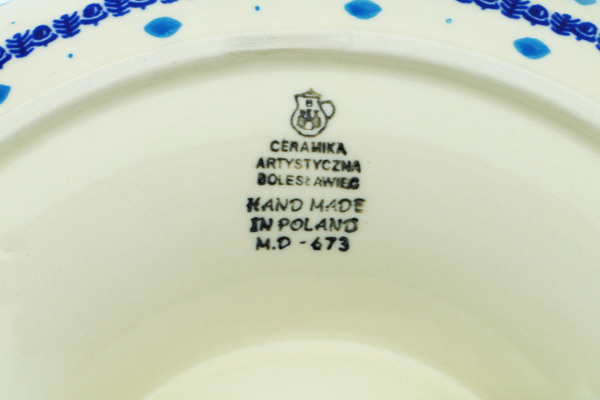 CERAMIKA
ARTYSTYCZNA
BOLESŁAWIEC
HAND MADE
IN POLAND
M.D - 673